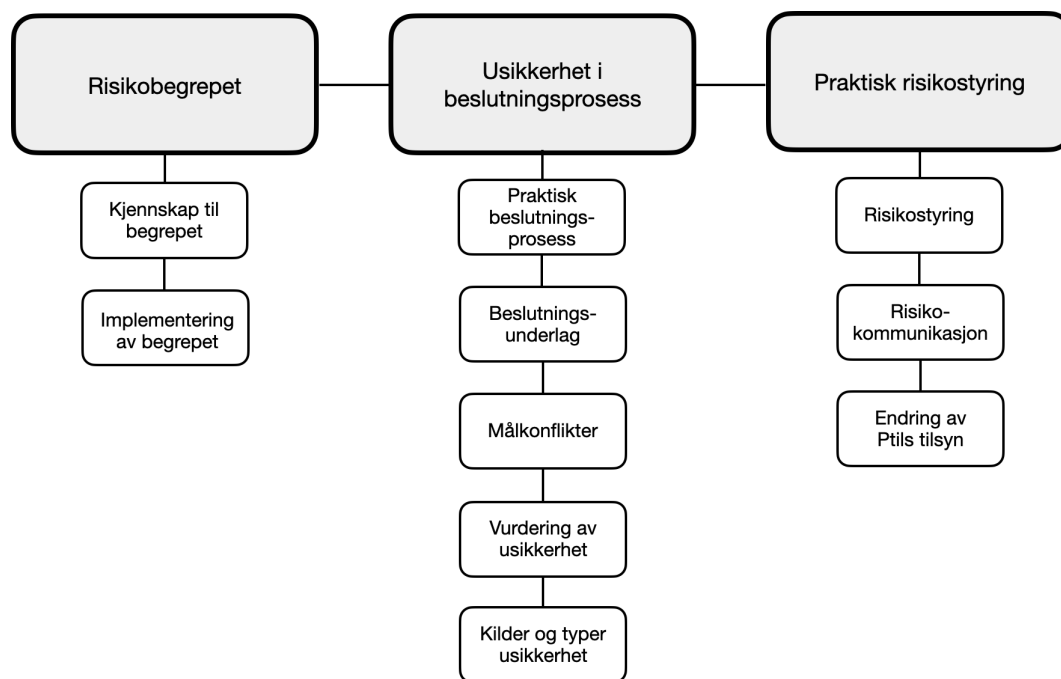 Risikobegrepet
Usikkerhet i
beslutningsprosess
Praktisk risikostyring
Kjennskap til
begrepet
Implementering
av begrepet
Praktisk
beslutnings-
prosess
Beslutnings-
underlag
Målkonflikter
Vurdering av
usikkerhet
Kilder og typer
usikkerhet
Risikostyring
Risiko-
kommunikasjon
Endring av
Ptils tilsyn